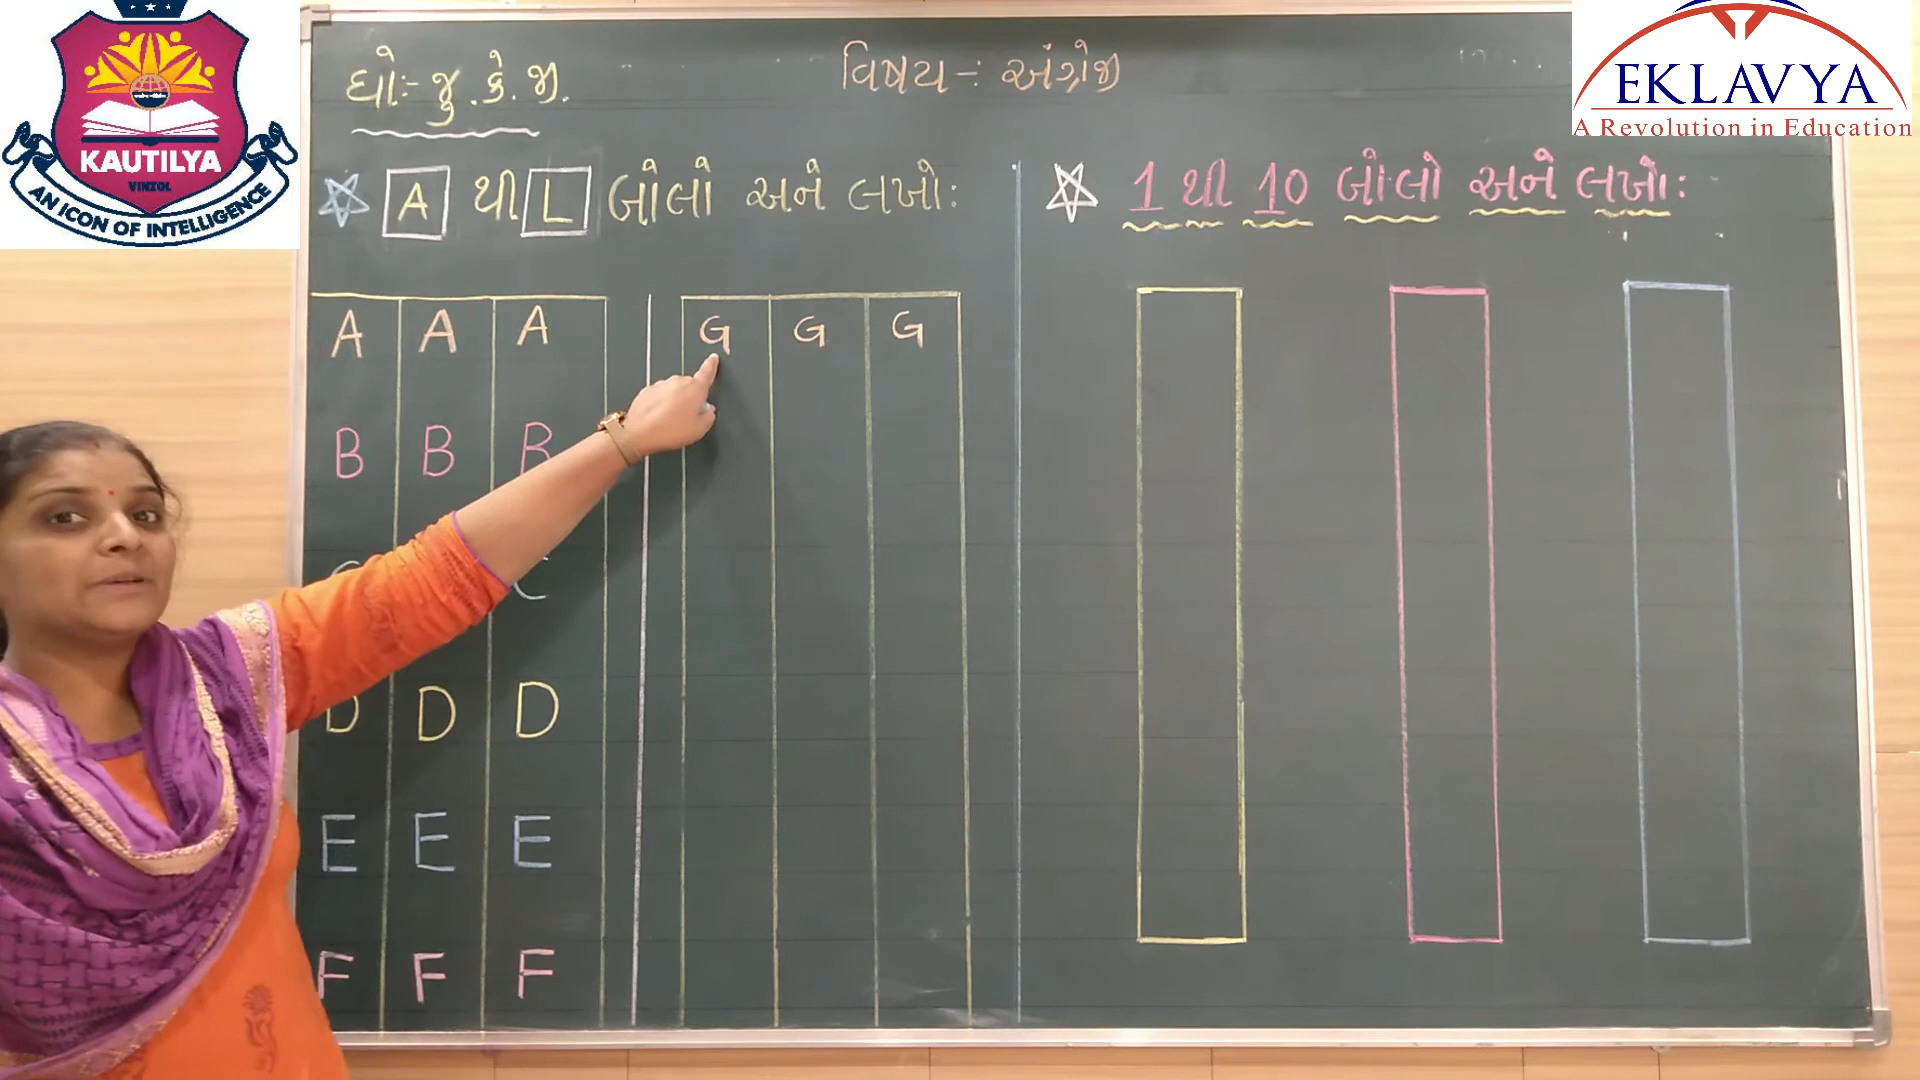 KAUTILYA
VINZOL
AN ICON OF INTELLIGENCE
EKLAVYA
A Revolution in Education
ધોઃ- જુ.કે.જી.
વિષય -: અંગ્રેજી
A થી L બોલો અને લખોઃ
1 થી 10 બોલો અને લખોઃ
A A A
B B B
C
D D D
E E E
F F F
G G G